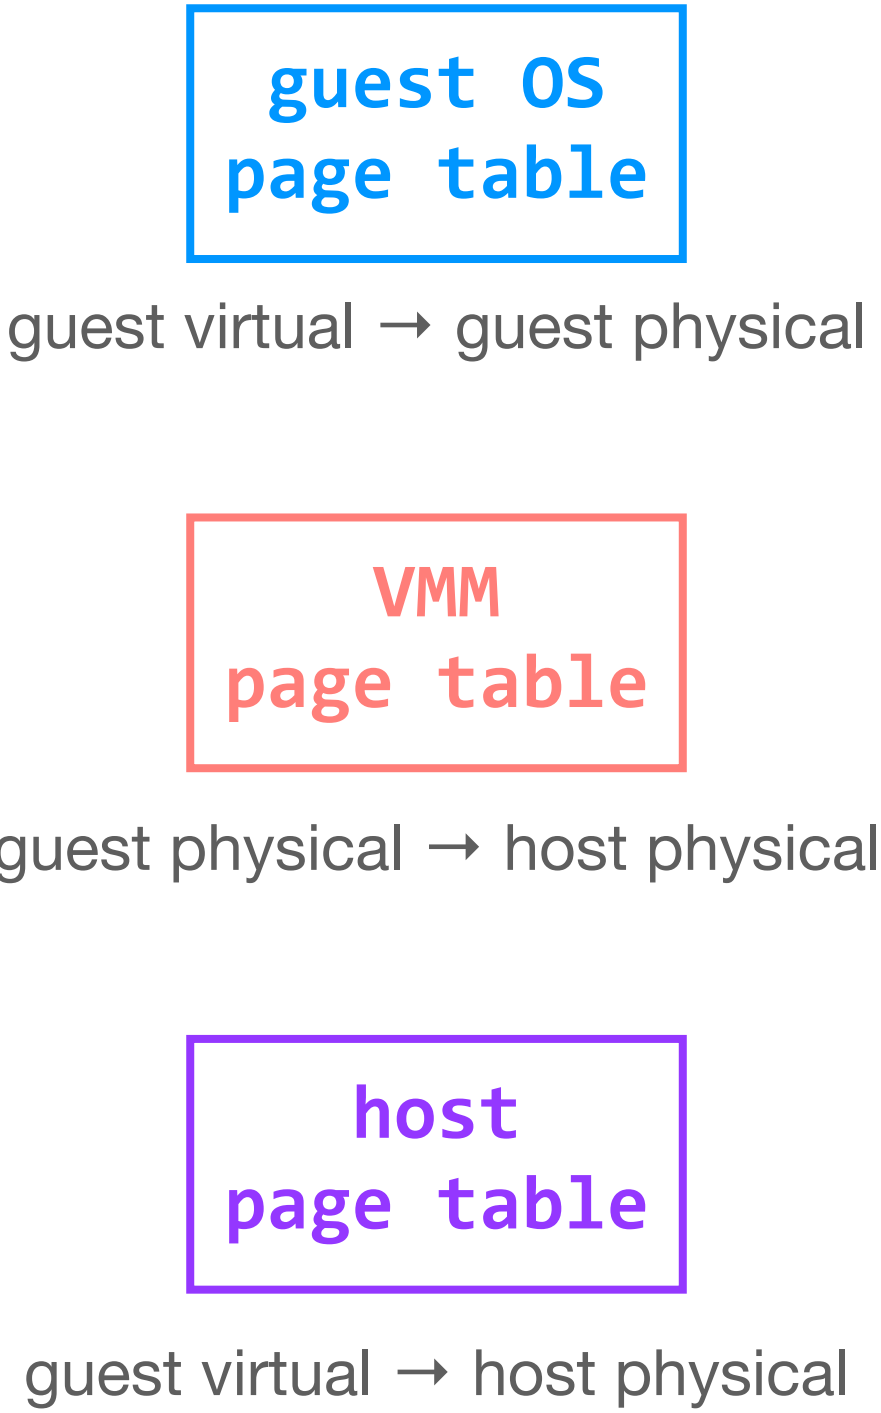 guest OS
page table
guest virtual → guest physical
VMM
page table
guest physical → host physical
host
page table
guest virtual → host physical